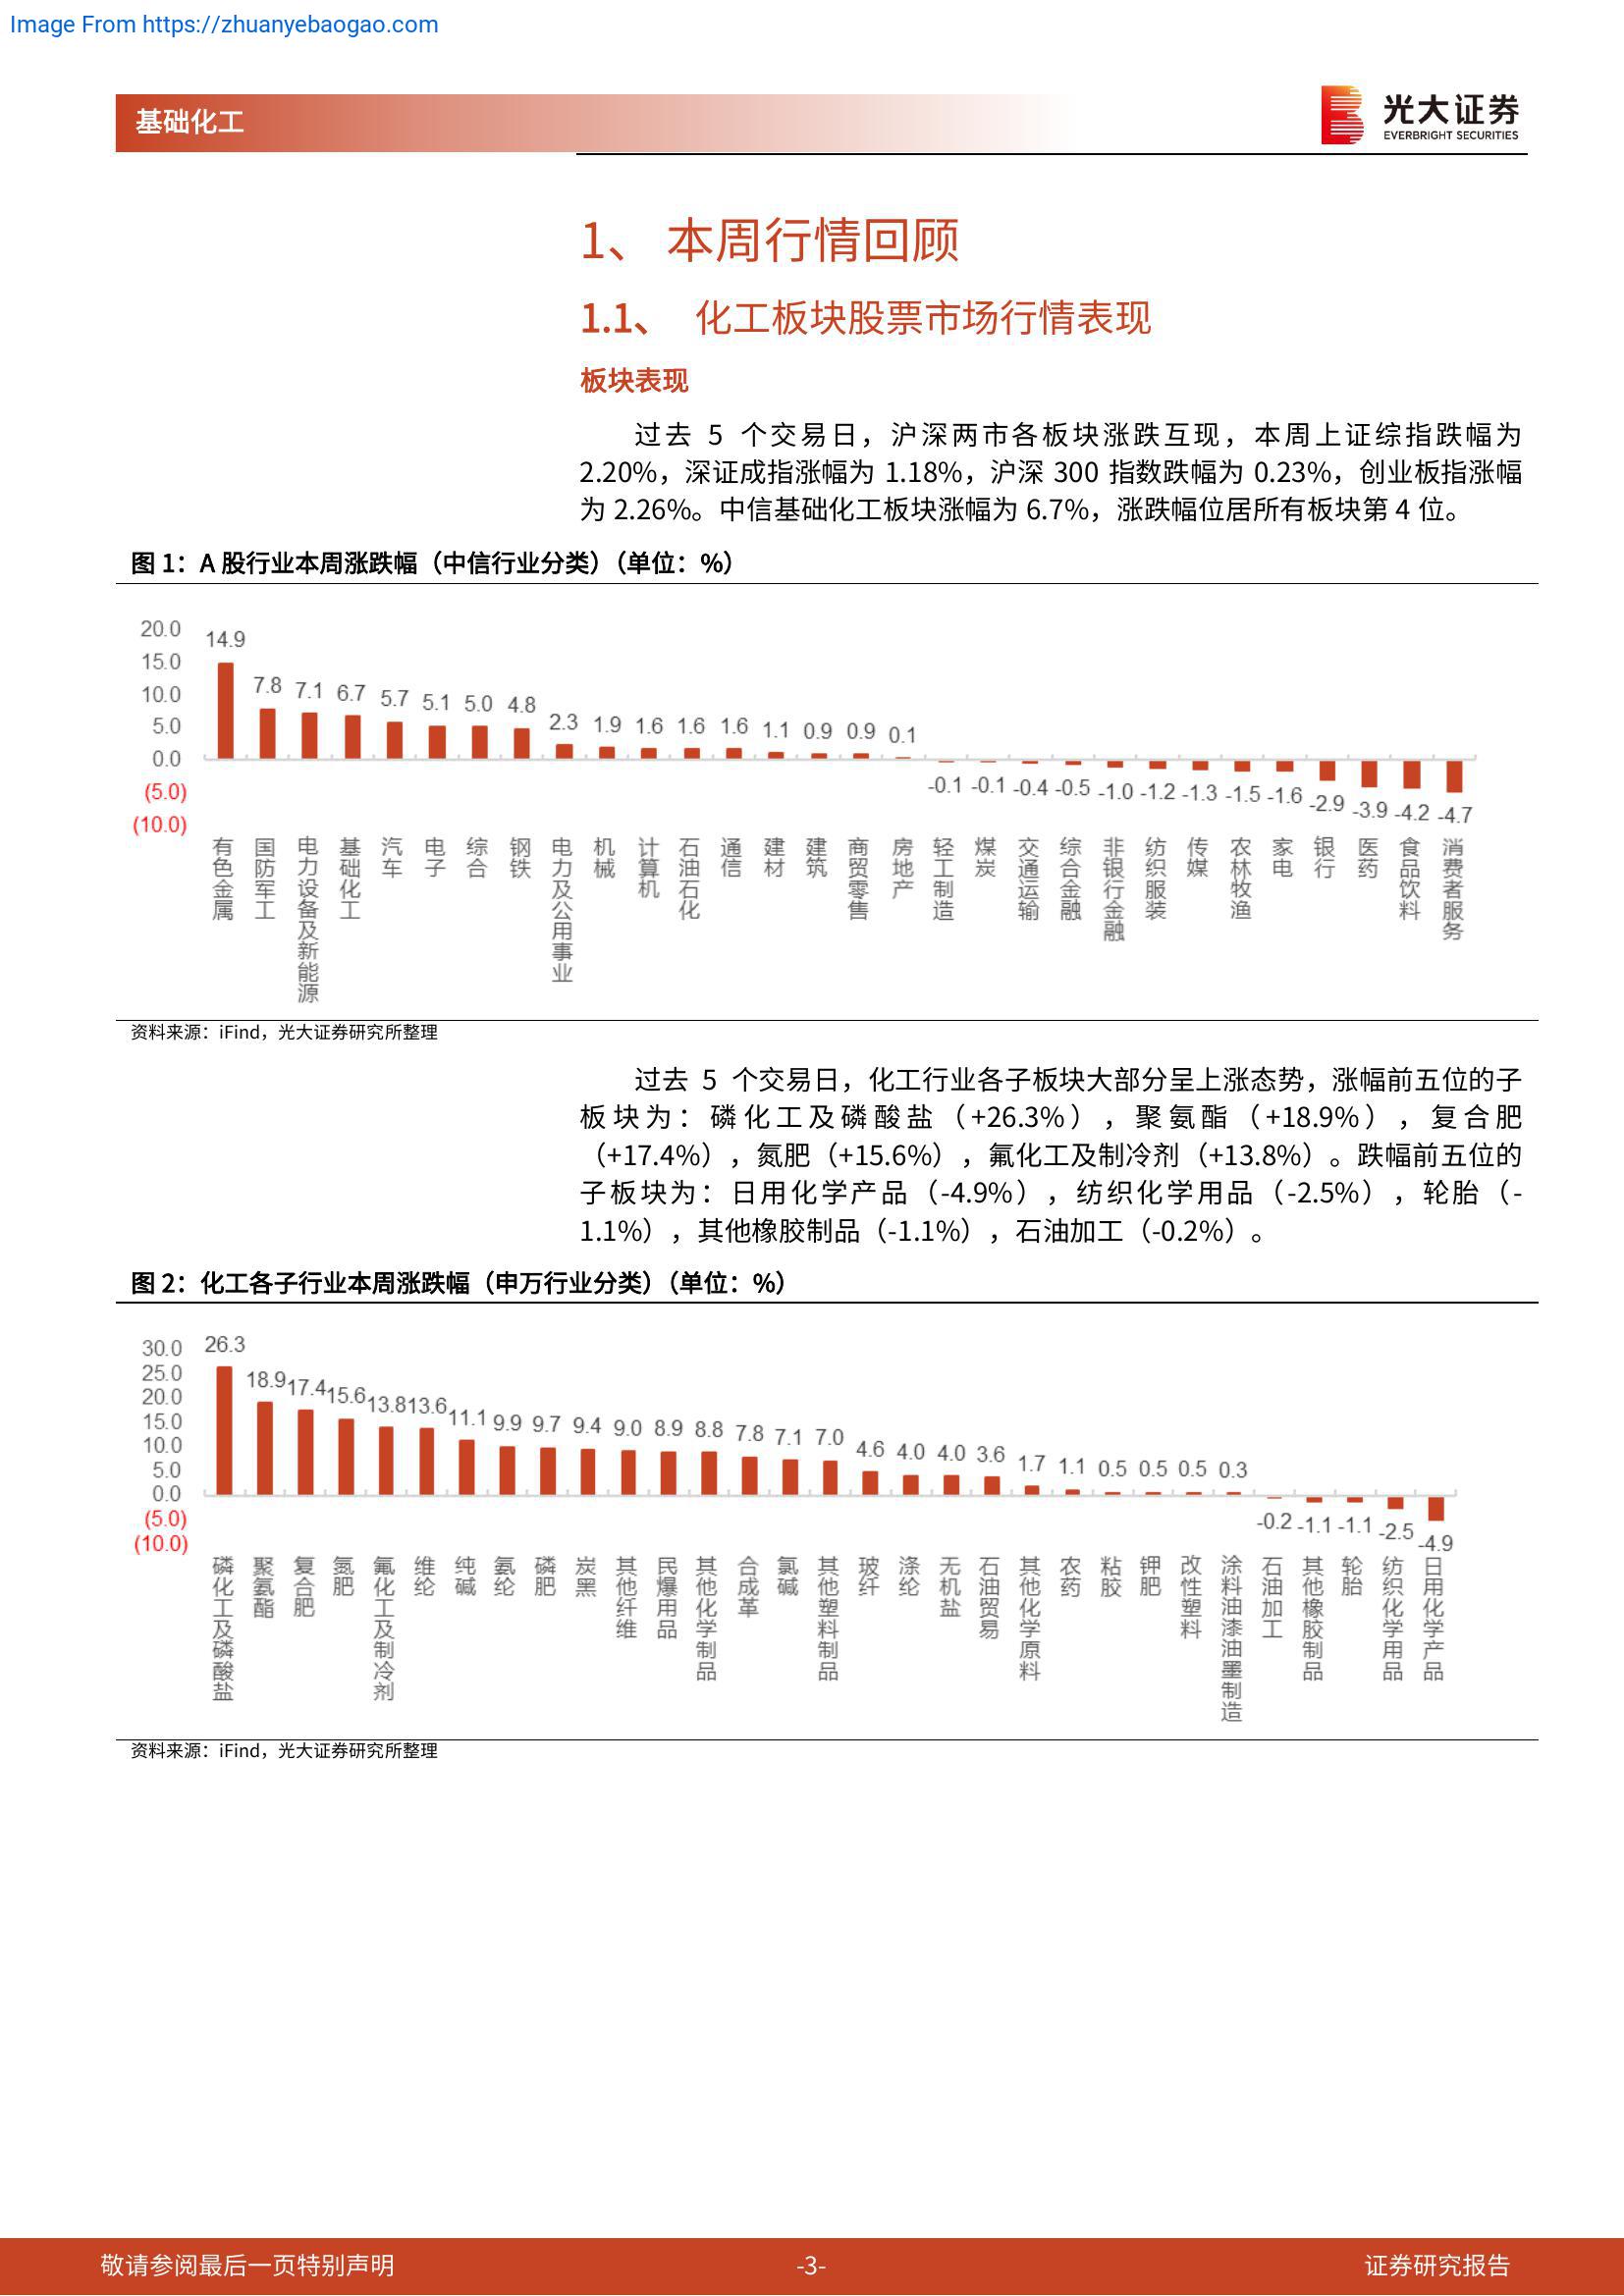 Image From https://zhuanyebaogao.com
基础化工
光大证券
EVERBRIGHT SECURITIES
1、 本周行情回顾
1.1、 化工板块股票市场行情表现
板块表现
过去 5 个交易日，沪深两市各板块涨跌互现，本周上证综指跌幅为
2.20%，深证成指涨幅为 1.18%，沪深 300 指数跌幅为 0.23%，创业板指涨幅
为 2.26%。中信基础化工板块涨幅为 6.7%，涨跌幅位居所有板块第 4 位。
图 1：A 股行业本周涨跌幅（中信行业分类）（单位：%）
20.0
15.0
10.0
5.0
0.0
(5.0)
(10.0)
14.9 7.8 7.1 6.7 5.7 5.1 5.0 4.8 2.3 1.9 1.6 1.6 1.6 1.1 0.9 0.9 0.1 -0.1 -0.1 -0.4 -0.5 -1.0 -1.2 -1.3 -1.5 -1.6 -2.9 -3.9 -4.2 -4.7
有色金属
国防军工
电力设备及新能源
基础化工
汽车
电子
综合
钢铁
电力及公用事业
机械
计算机
石油石化
通信
建材
建筑
商贸零售
房地产
轻工制造
煤炭
交通运输
综合金融
非银行金融
纺织服装
传媒
农林牧渔
家电
银行
医药
食品饮料
消费者服务
资料来源：iFind，光大证券研究所整理
过去 5 个交易日，化工行业各子板块大部分呈上涨态势，涨幅前五位的子
板块为：磷化工及磷酸盐（+26.3%），聚氨酯（+18.9%），复合肥
（+17.4%），氮肥（+15.6%），氟化工及制冷剂（+13.8%）。跌幅前五位的
子板块为：日用化学产品（-4.9%），纺织化学用品（-2.5%），轮胎（-
1.1%），其他橡胶制品（-1.1%），石油加工（-0.2%）。
图 2：化工各子行业本周涨跌幅（申万行业分类）（单位：%）
30.0
25.0
20.0
15.0
10.0
5.0
0.0
(5.0)
(10.0)
26.3 18.9 17.4 15.6 13.8 13.6 11.1 9.9 9.7 9.4 9.0 8.9 8.8 7.8 7.1 7.0 4.6 4.0 4.0 3.6 1.7 1.1 0.5 0.5 0.5 0.3 -0.2 -1.1 -1.1 -2.5 -4.9
磷化工及磷酸盐
聚氨酯
复合肥
氮肥
氟化工及制冷剂
维纶
纯碱
氨纶
磷肥
炭黑
其他纤维
民爆用品
其他化学制品
合成革
氯碱
其他塑料制品
玻纤
涤纶
无机盐
石油贸易
其他化学原料
农药
粘胶
钾肥
改性塑料
涂料油漆油墨制造
石油加工
其他橡胶制品
轮胎
纺织化学用品
日用化学产品
资料来源：iFind，光大证券研究所整理
敬请参阅最后一页特别声明
-3-
证券研究报告